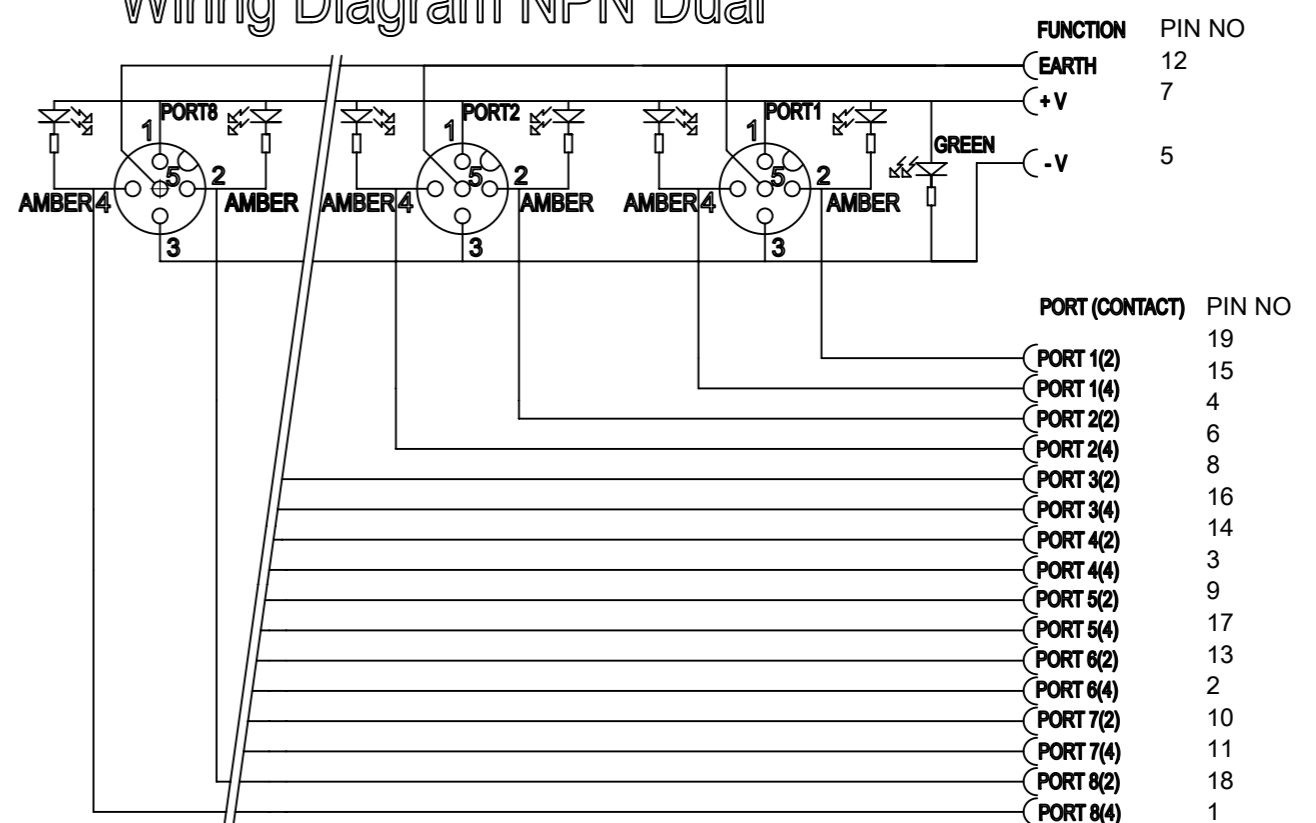 Wiring Diagram NPN Dual
FUNCTION PIN NO
EARTH 12
+V 7
-V 5
PORT8 PORT2 PORT1
1 1 1
GREEN
5 2 5 2 5 2
AMBER 4 AMBER AMBER 4 AMBER AMBER 4 AMBER
3 3 3
PORT (CONTACT) PIN NO
PORT 1(2) 19
PORT 1(4) 15
PORT 2(2) 4
PORT 2(4) 6
PORT 3(2) 8
PORT 3(4) 16
PORT 4(2) 14
PORT 4(4) 3
PORT 5(2) 9
PORT 5(4) 17
PORT 6(2) 13
PORT 6(4) 2
PORT 7(2) 10
PORT 7(4) 11
PORT 8(2) 18
PORT 8(4) 1